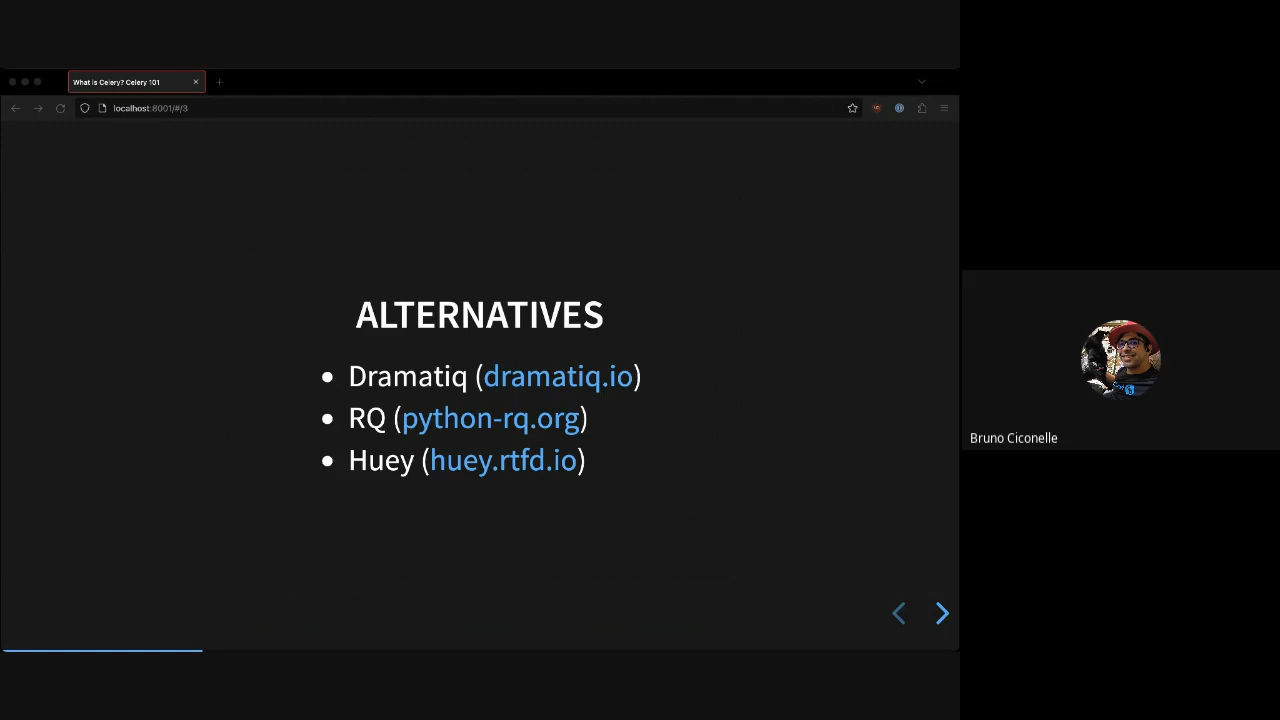 What is Celery? Celery 101
localhost:8001/#/3
ALTERNATIVES
• Dramatiq (dramatiq.io)
• RQ (python-rq.org)
• Huey (huey.rtfd.io)
Bruno Ciconelle